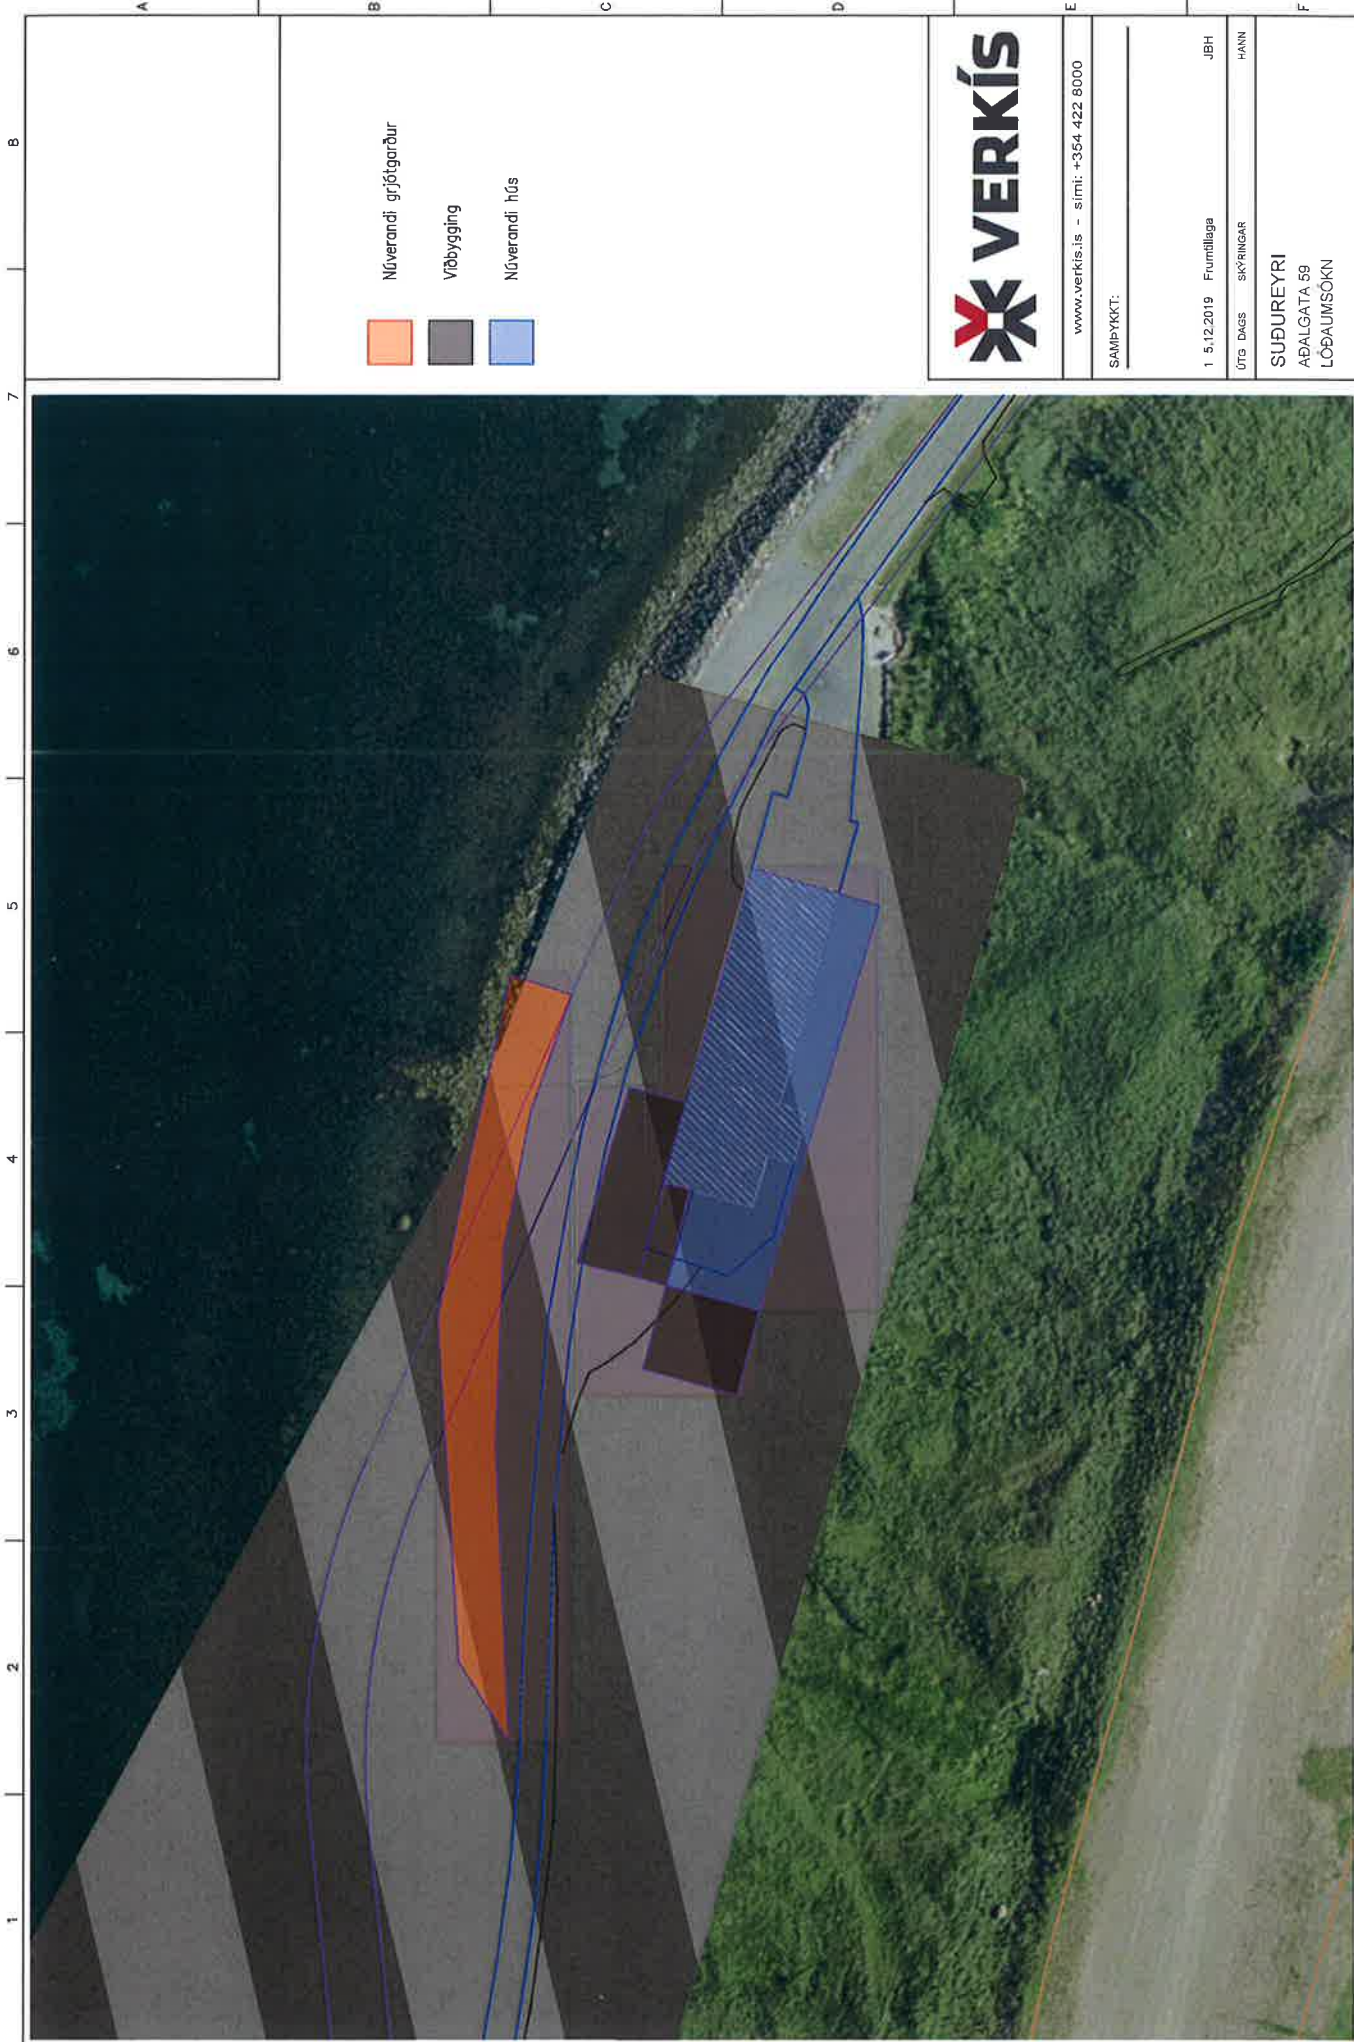 1
2
3
4
5
6
7
8
A
B
C
D
E
F
Núverandi grjótgarður
Viðbygging
Núverandi hús
VERKÍS
www.verkis.is - sími: +354 422 8000
SAMÞYKKT:
1 5.12.2019 Frumtillaga JBH
ÚTG DAGS SKÝRINGAR HANN
SUÐUREYRI
AÐALGATA 59
LÓÐAUMSÓKN